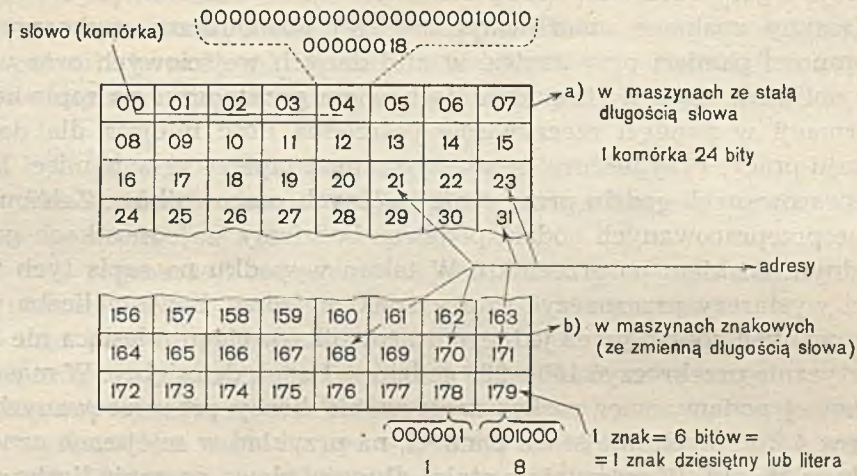 000000000000000000010010
00000018
1 słowo (komórka)
00 01 02 03 04 05 06 07
08 09 10 11 12 13 14 15
16 17 18 19 20 21 22 23
24 25 26 27 28 29 30 31
a) w maszynach ze stałą
długością słowa
1 komórka 24 bity
adresy
156 157 158 159 160 161 162 163
164 165 166 167 168 169 170 171
172 173 174 175 176 177 178 179
b) w maszynach znakowych
(ze zmienną długością słowa)
000001 001000
1 8
1 znak = 6 bitów =
= 1 znak dziesiętny lub litera